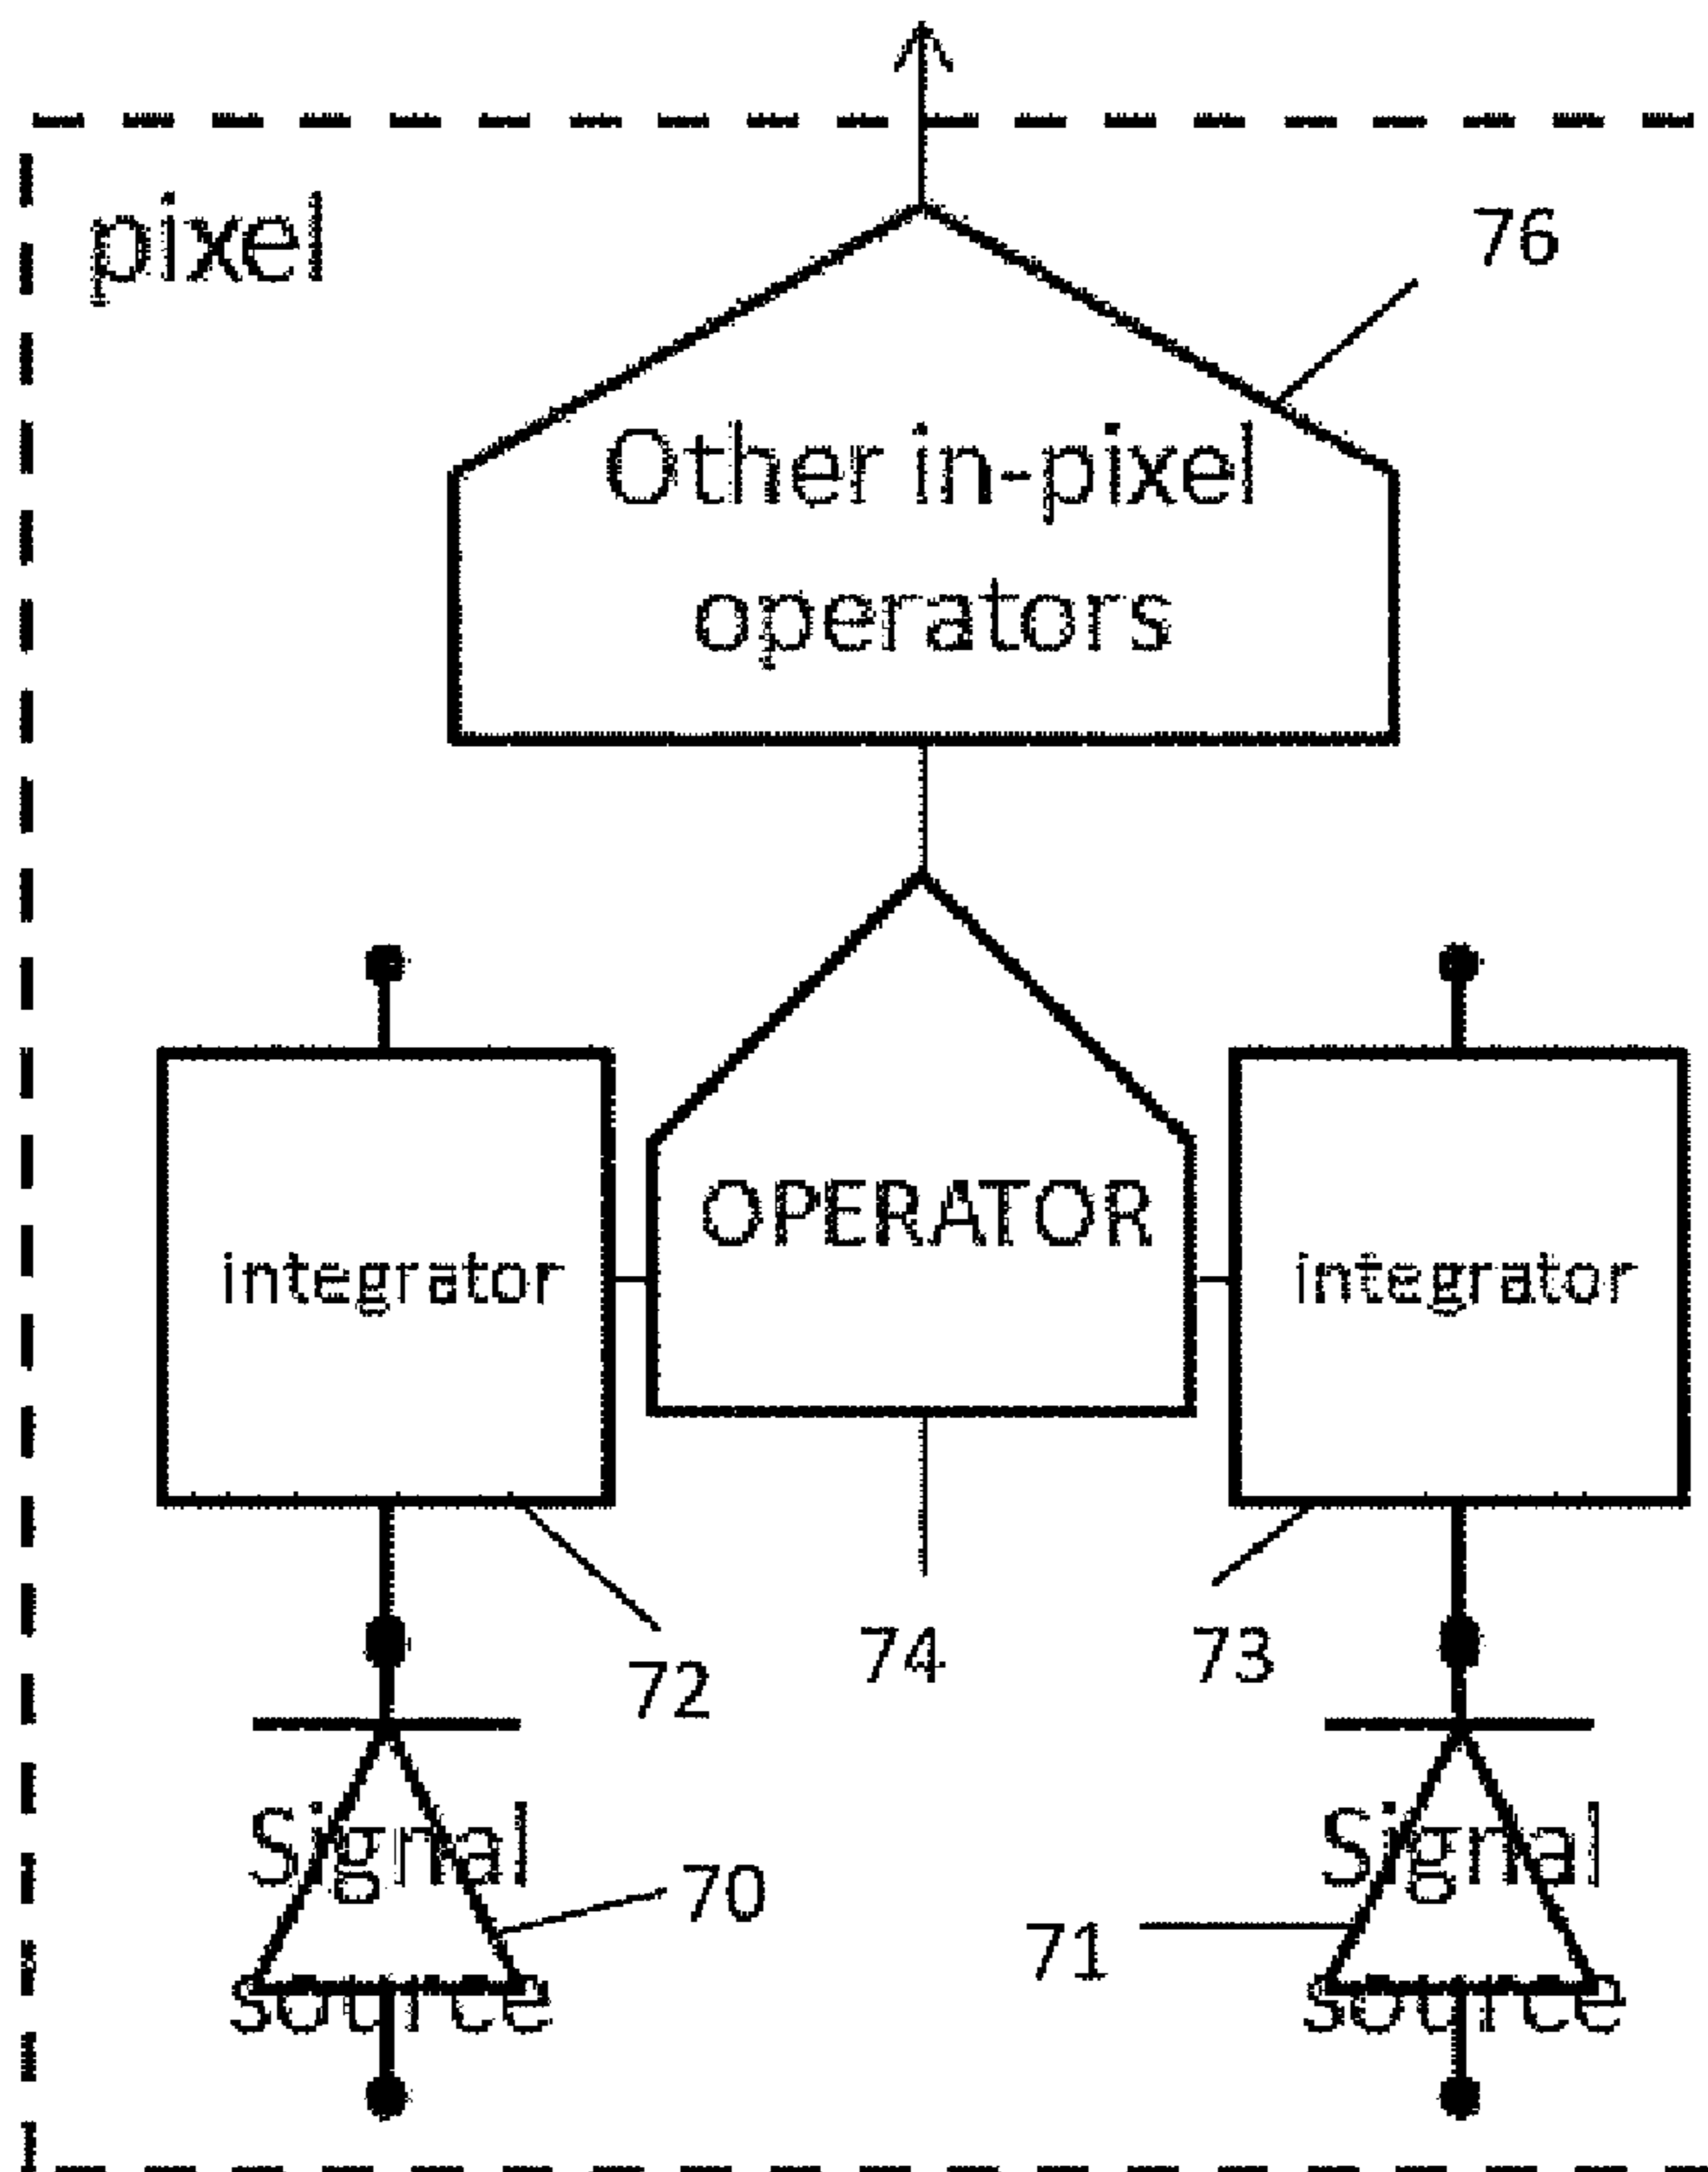 pixel
76
Other in-pixel
operators
OPERATOR
integrator
integrator
72
74
73
Signal
source
70
Signal
source
71